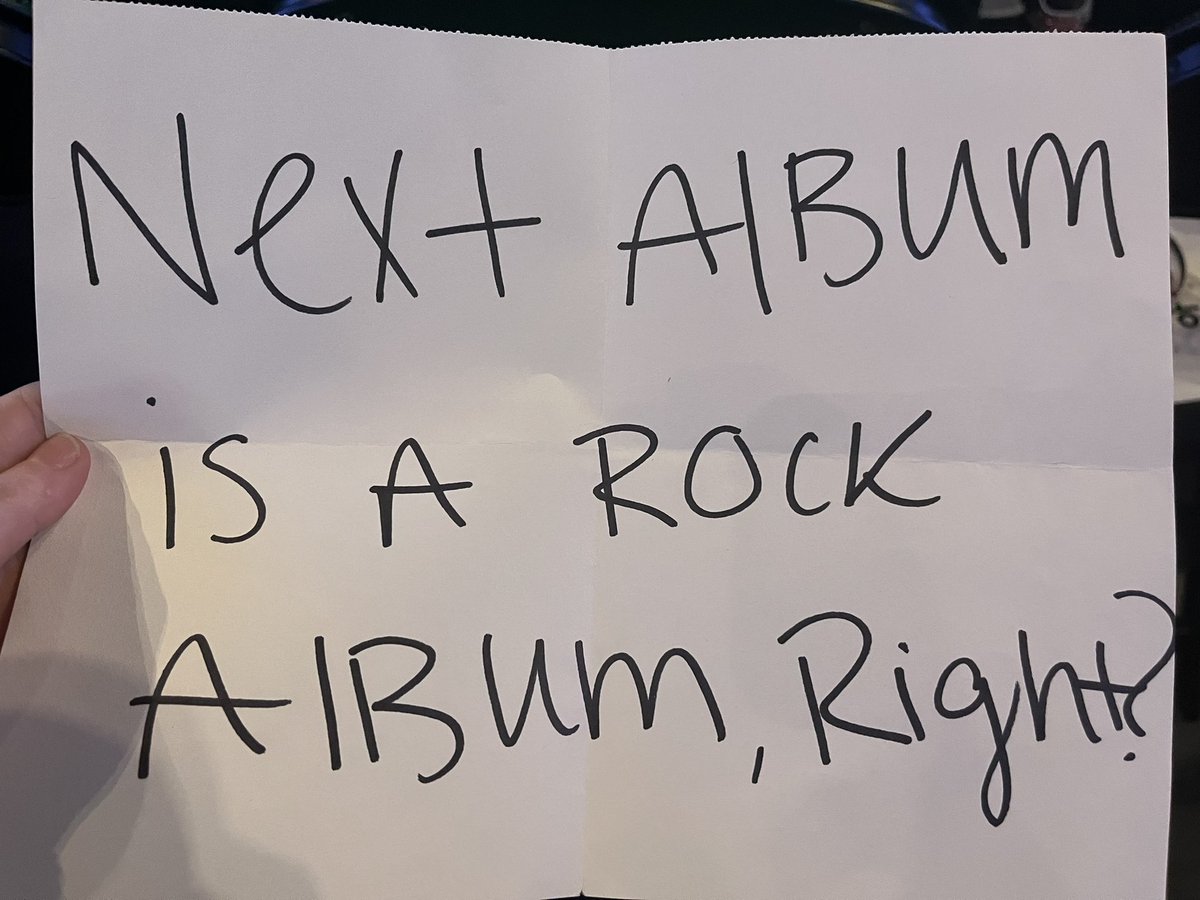 Next AlBUm
is A ROCK
AlBUm, Right?